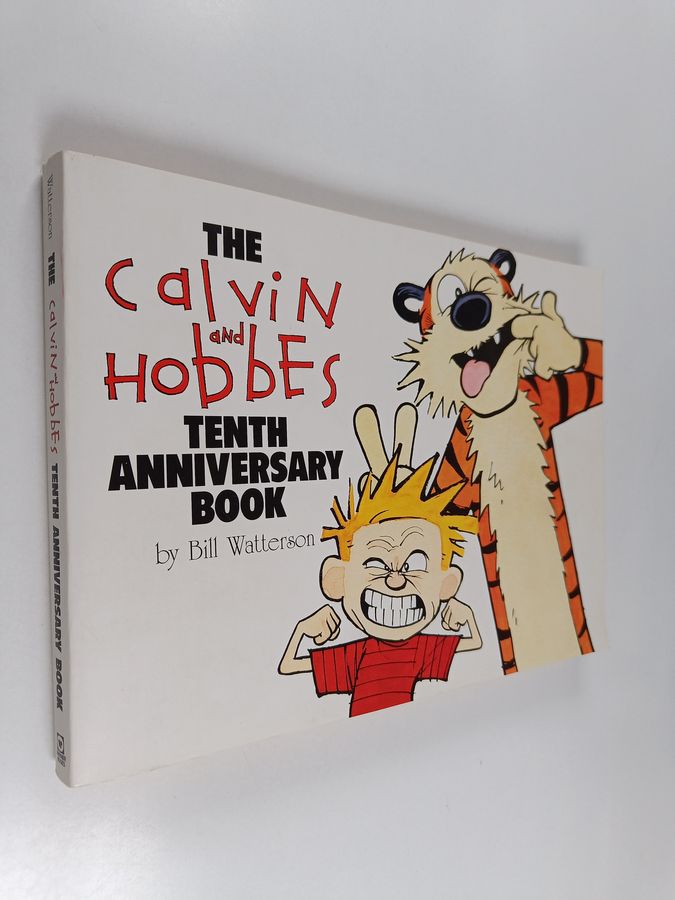 THE
Calvin
and
HobbEs
TENTH
ANNIVERSARY
BOOK
by Bill Watterson
Watterson THE Calvin and HobbEs TENTH ANNIVERSARY BOOK